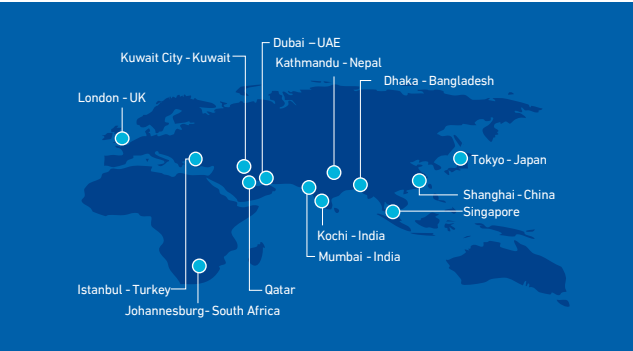 Dubai – UAE
Kuwait City - Kuwait
Kathmandu - Nepal
Dhaka - Bangladesh
London - UK
Tokyo - Japan
Shanghai - China
Singapore
Kochi - India
Mumbai - India
Istanbul - Turkey
Qatar
Johannesburg- South Africa